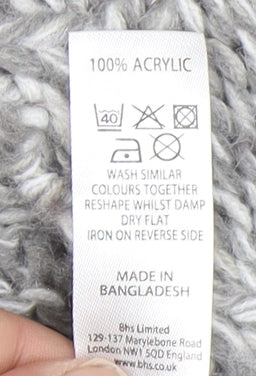 100% ACRYLIC
40
WASH SIMILAR
COLOURS TOGETHER
RESHAPE WHILST DAMP
DRY FLAT
IRON ON REVERSE SIDE
MADE IN
BANGLADESH
Bhs Limited
129-137 Marylebone Road
London NW1 5QD England
www.bhs.co.uk